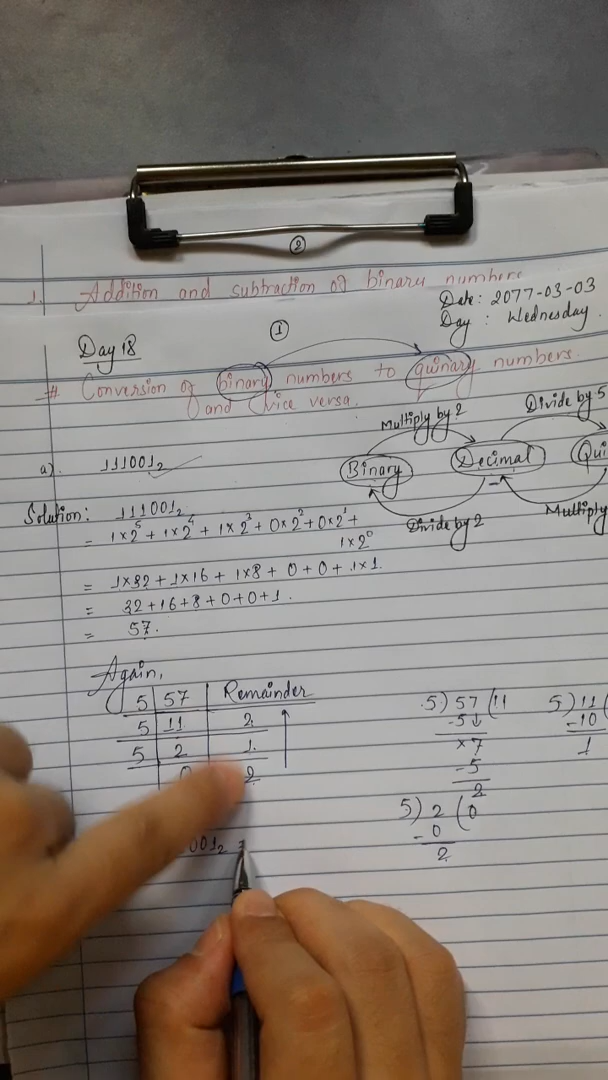 ②
1. Addition and subtraction of binary numbers
Date: 2077-03-03
①
Day: Wednesday.
Day 18
# Conversion of binary numbers to quinary numbers.
and vice versa.
Multiply by 2
Divide by 5
a). 111001₂
Binary
Decimal
Qui
Divide by 2
Multiply
Solution: 111001₂
= 1×2⁵ + 1×2⁴ + 1×2³ + 0×2² + 0×2¹ +
1×2⁰
= 1×32 + 1×16 + 1×8 + 0 + 0 + 1×1.
= 32+16+8+0+0+1.
= 57.
Again,
5 | 57 | Remainder
5 | 11 | 2
5 | 2 | 1
0 | 2
001₂ =
5) 57 (11
-5↓
×7
-5
2
5) 2 (0
-0
2
5) 11 (
-10
1